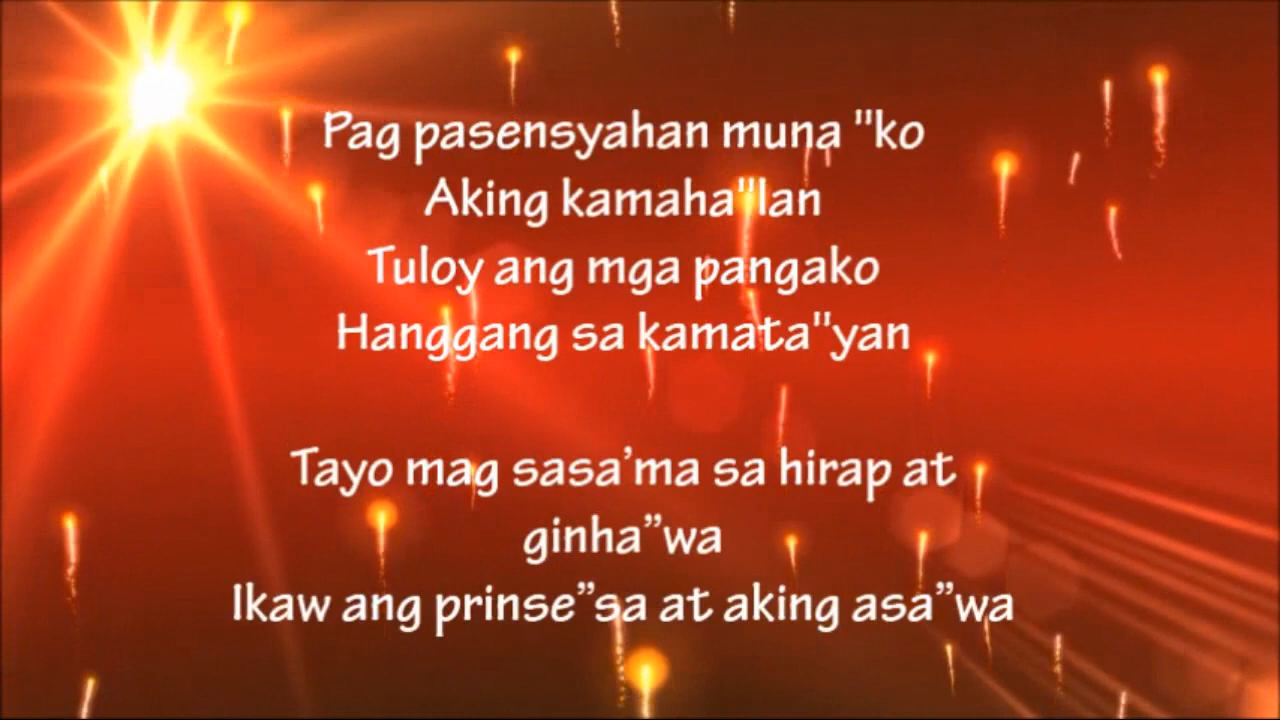 Pag pasensyahan muna "ko
Aking kamaha"lan
Tuloy ang mga pangako
Hanggang sa kamata"yan
Tayo mag sasa’ma sa hirap at
ginha”wa
Ikaw ang prinse”sa at aking asa”wa